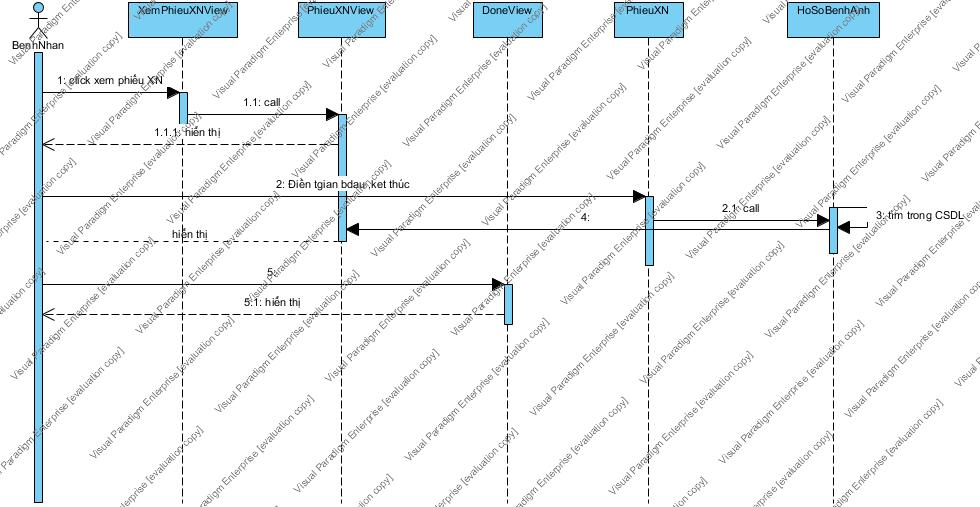 XemPhieuXNView
PhieuXNView
DoneView
PhieuXN
HoSoBenhAnh
BenhNhan
1: click xem phiếu XN
1.1: call
1.1.1: hiển thị
2: Điền tgian bdau, ket thúc
2.1: call
3: tìm trong CSDL
4:
hiển thị
5:
5.1: hiển thị
Visual Paradigm Enterprise [evaluation copy]